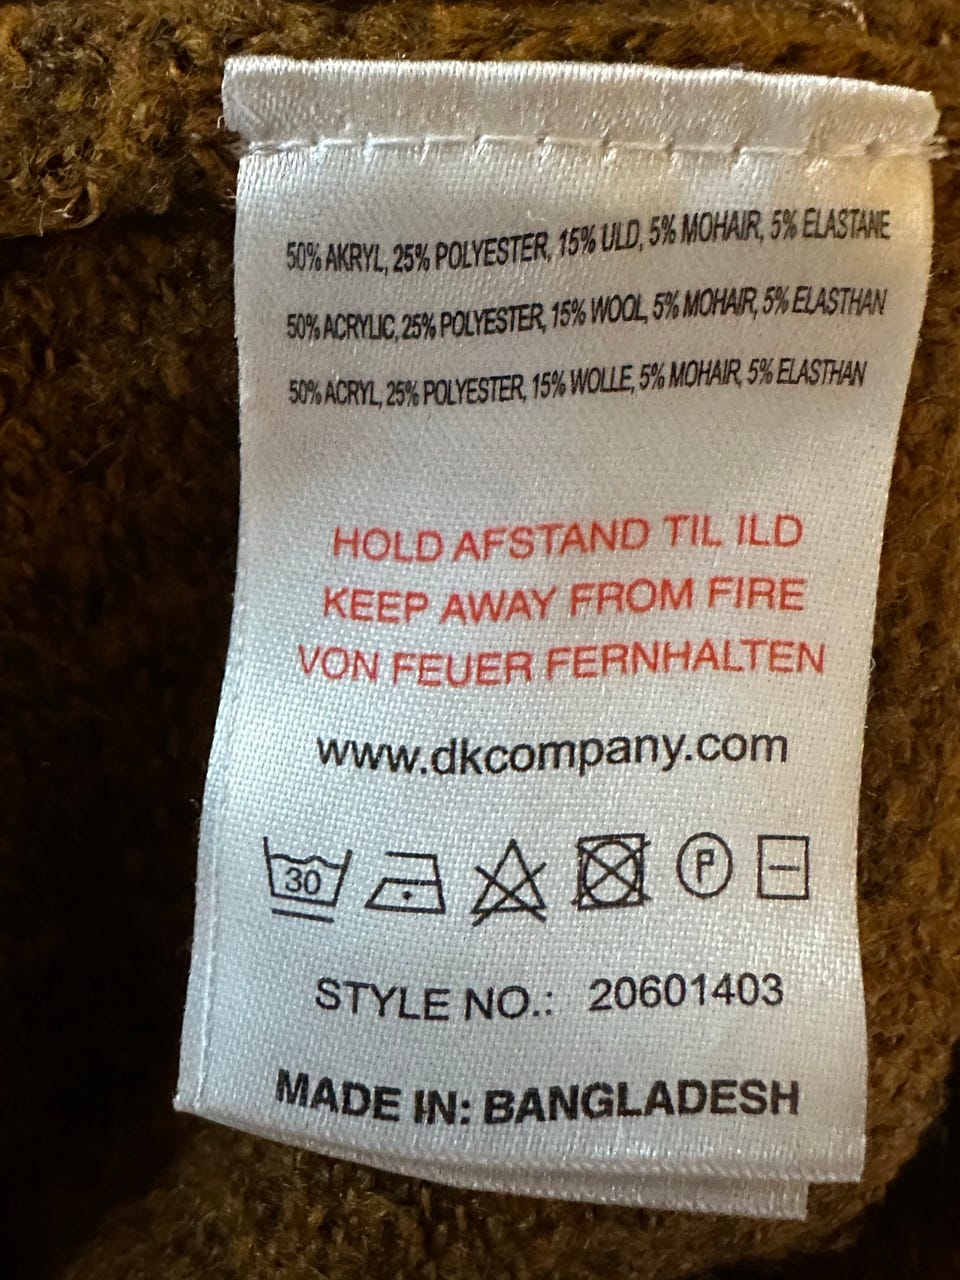 50% AKRYL, 25% POLYESTER, 15% ULD, 5% MOHAIR, 5% ELASTANE
50% ACRYLIC, 25% POLYESTER, 15% WOOL, 5% MOHAIR, 5% ELASTHAN
50% ACRYL, 25% POLYESTER, 15% WOLLE, 5% MOHAIR, 5% ELASTHAN
HOLD AFSTAND TIL ILD
KEEP AWAY FROM FIRE
VON FEUER FERNHALTEN
www.dkcompany.com
30 P
STYLE NO.: 20601403
MADE IN: BANGLADESH